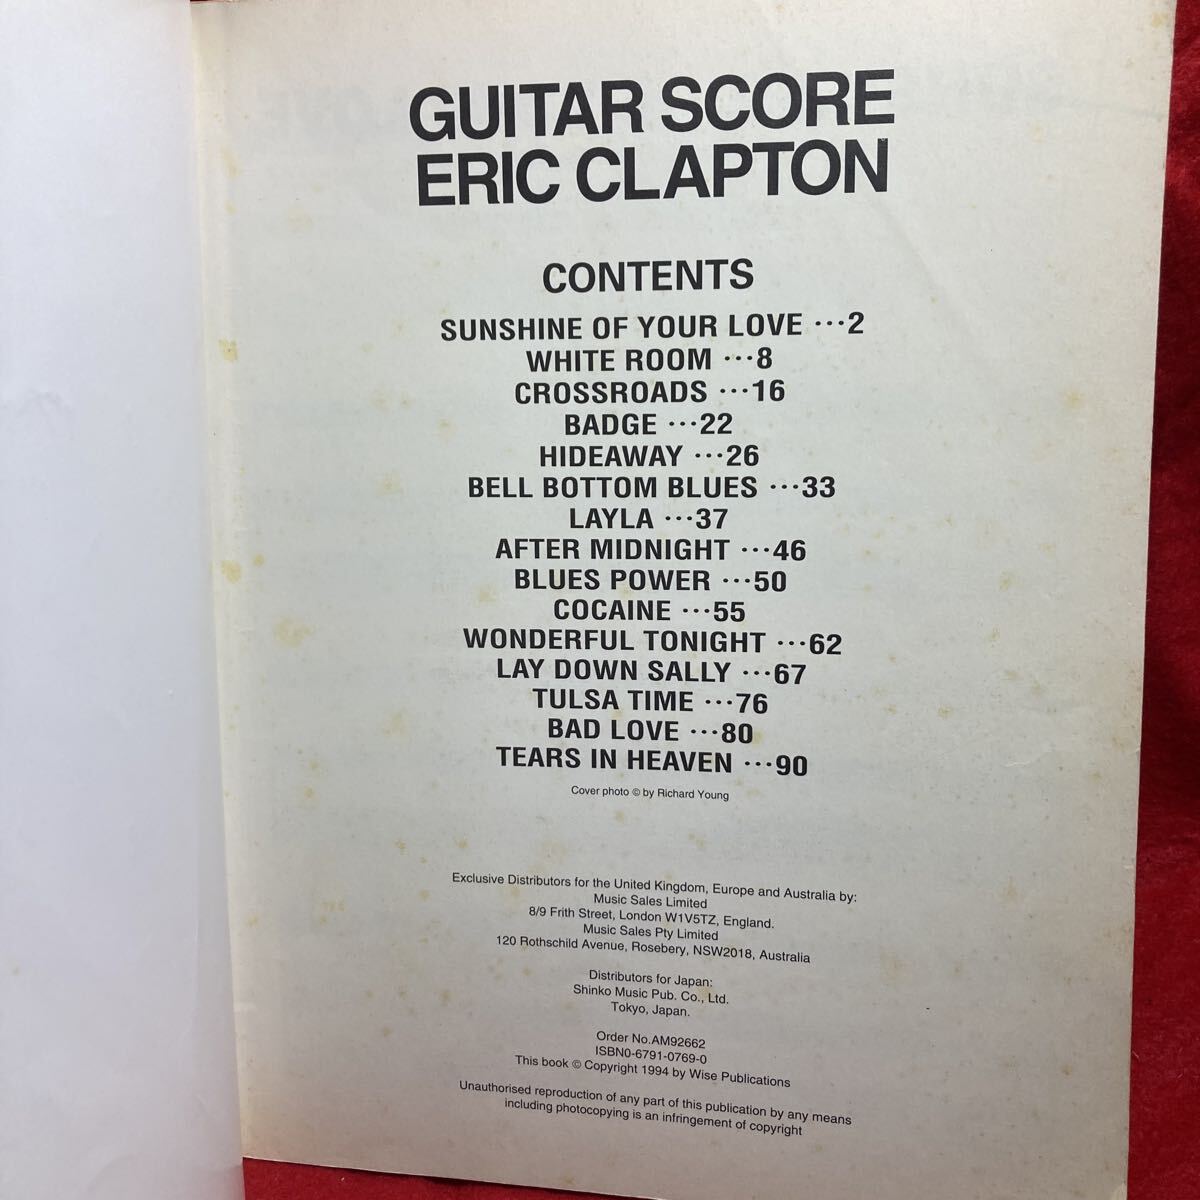 GUITAR SCORE
ERIC CLAPTON
CONTENTS
SUNSHINE OF YOUR LOVE ···2
WHITE ROOM ···8
CROSSROADS ···16
BADGE ···22
HIDEAWAY ···26
BELL BOTTOM BLUES ···33
LAYLA ···37
AFTER MIDNIGHT ···46
BLUES POWER ···50
COCAINE ···55
WONDERFUL TONIGHT ···62
LAY DOWN SALLY ···67
TULSA TIME ···76
BAD LOVE ···80
TEARS IN HEAVEN ···90
Cover photo © by Richard Young
Exclusive Distributors for the United Kingdom, Europe and Australia by:
Music Sales Limited
8/9 Frith Street, London W1V5TZ, England.
Music Sales Pty Limited
120 Rothschild Avenue, Rosebery, NSW2018, Australia
Distributors for Japan:
Shinko Music Pub. Co., Ltd.
Tokyo, Japan.
Order No.AM92662
ISBN0-6791-0769-0
This book © Copyright 1994 by Wise Publications
Unauthorised reproduction of any part of this publication by any means
including photocopying is an infringement of copyright